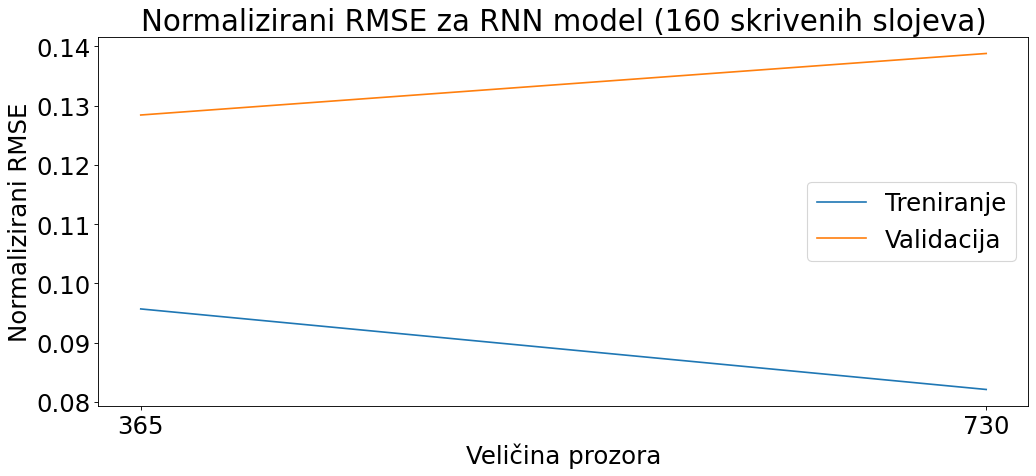 Normalizirani RMSE za RNN model (160 skrivenih slojeva)
Normalizirani RMSE
0.14
0.13
0.12
0.11
0.10
0.09
0.08
Treniranje
Validacija
365
730
Veličina prozora